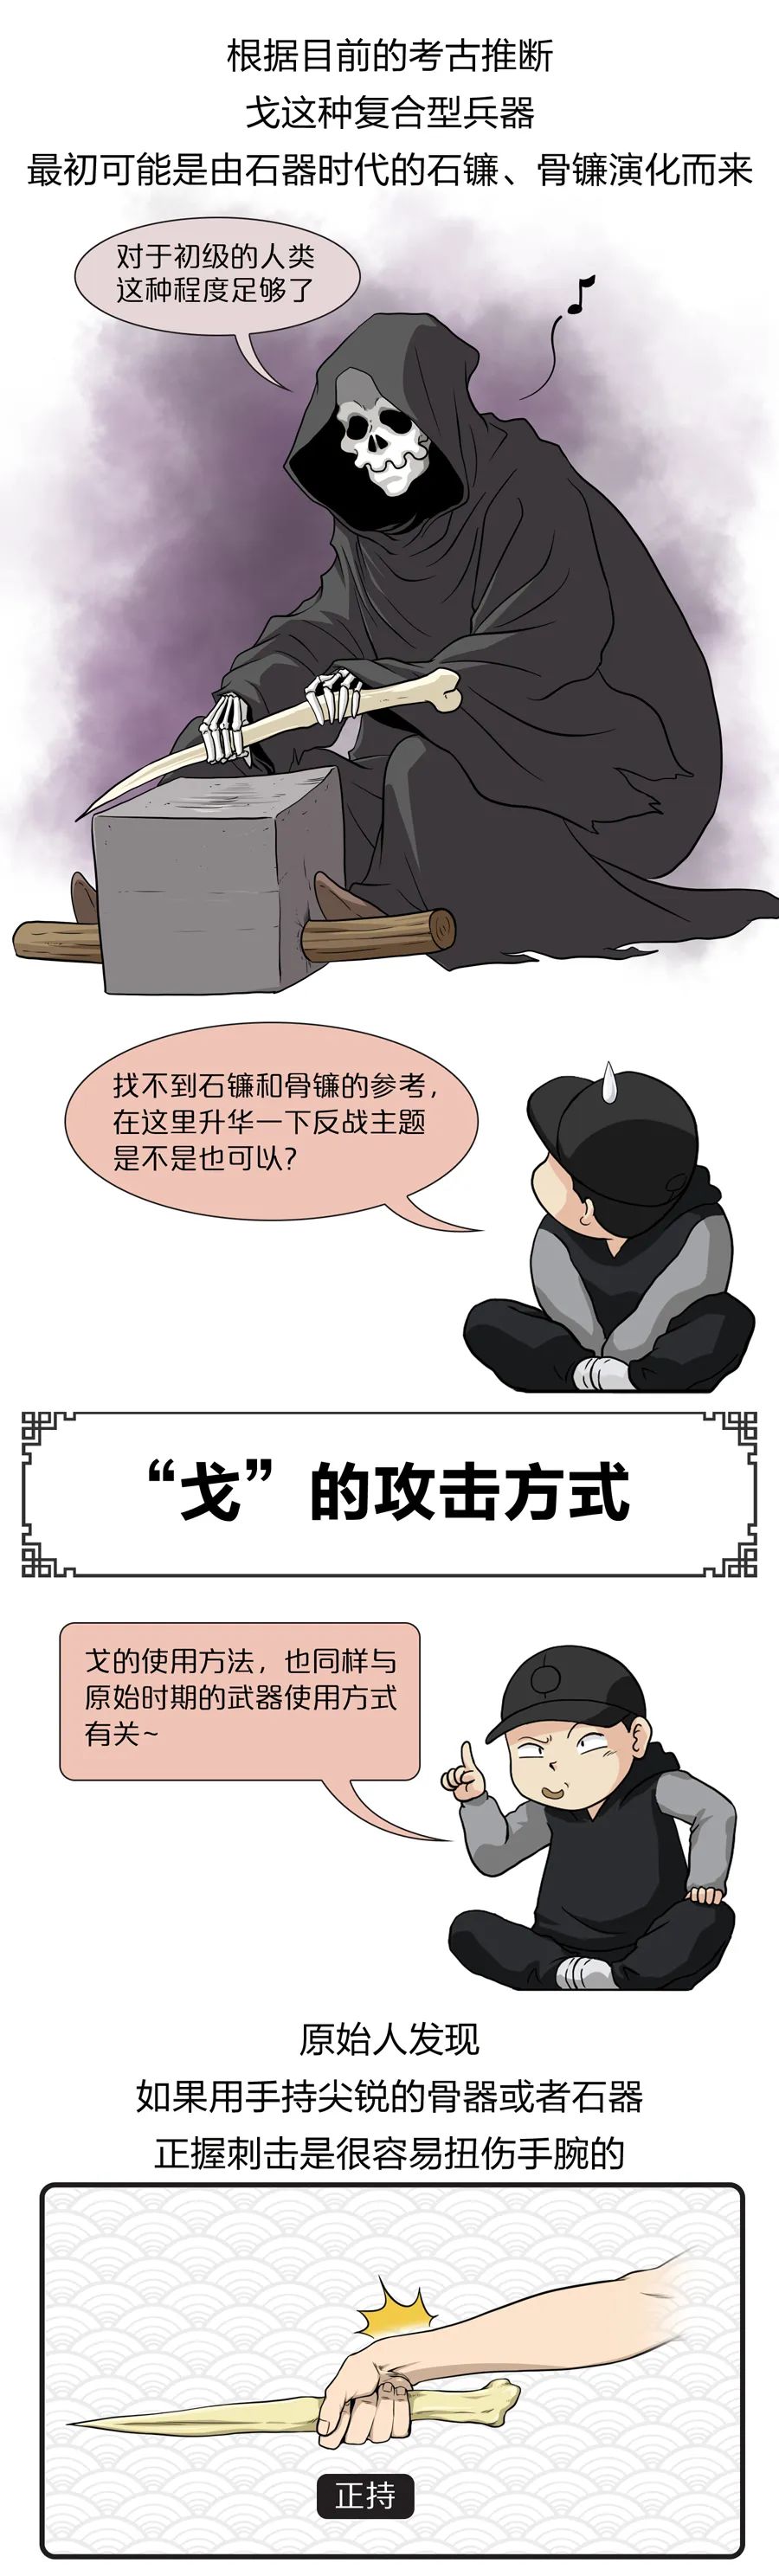 根据目前的考古推断
戈这种复合型兵器
最初可能是由石器时代的石镰、骨镰演化而来
对于初级的人类
这种程度足够了
找不到石镰和骨镰的参考，
在这里升华一下反战主题
是不是也可以?
“戈”的攻击方式
戈的使用方法，也同样与
原始时期的武器使用方式
有关~
原始人发现
如果用手持尖锐的骨器或者石器
正握刺击是很容易扭伤手腕的
正持